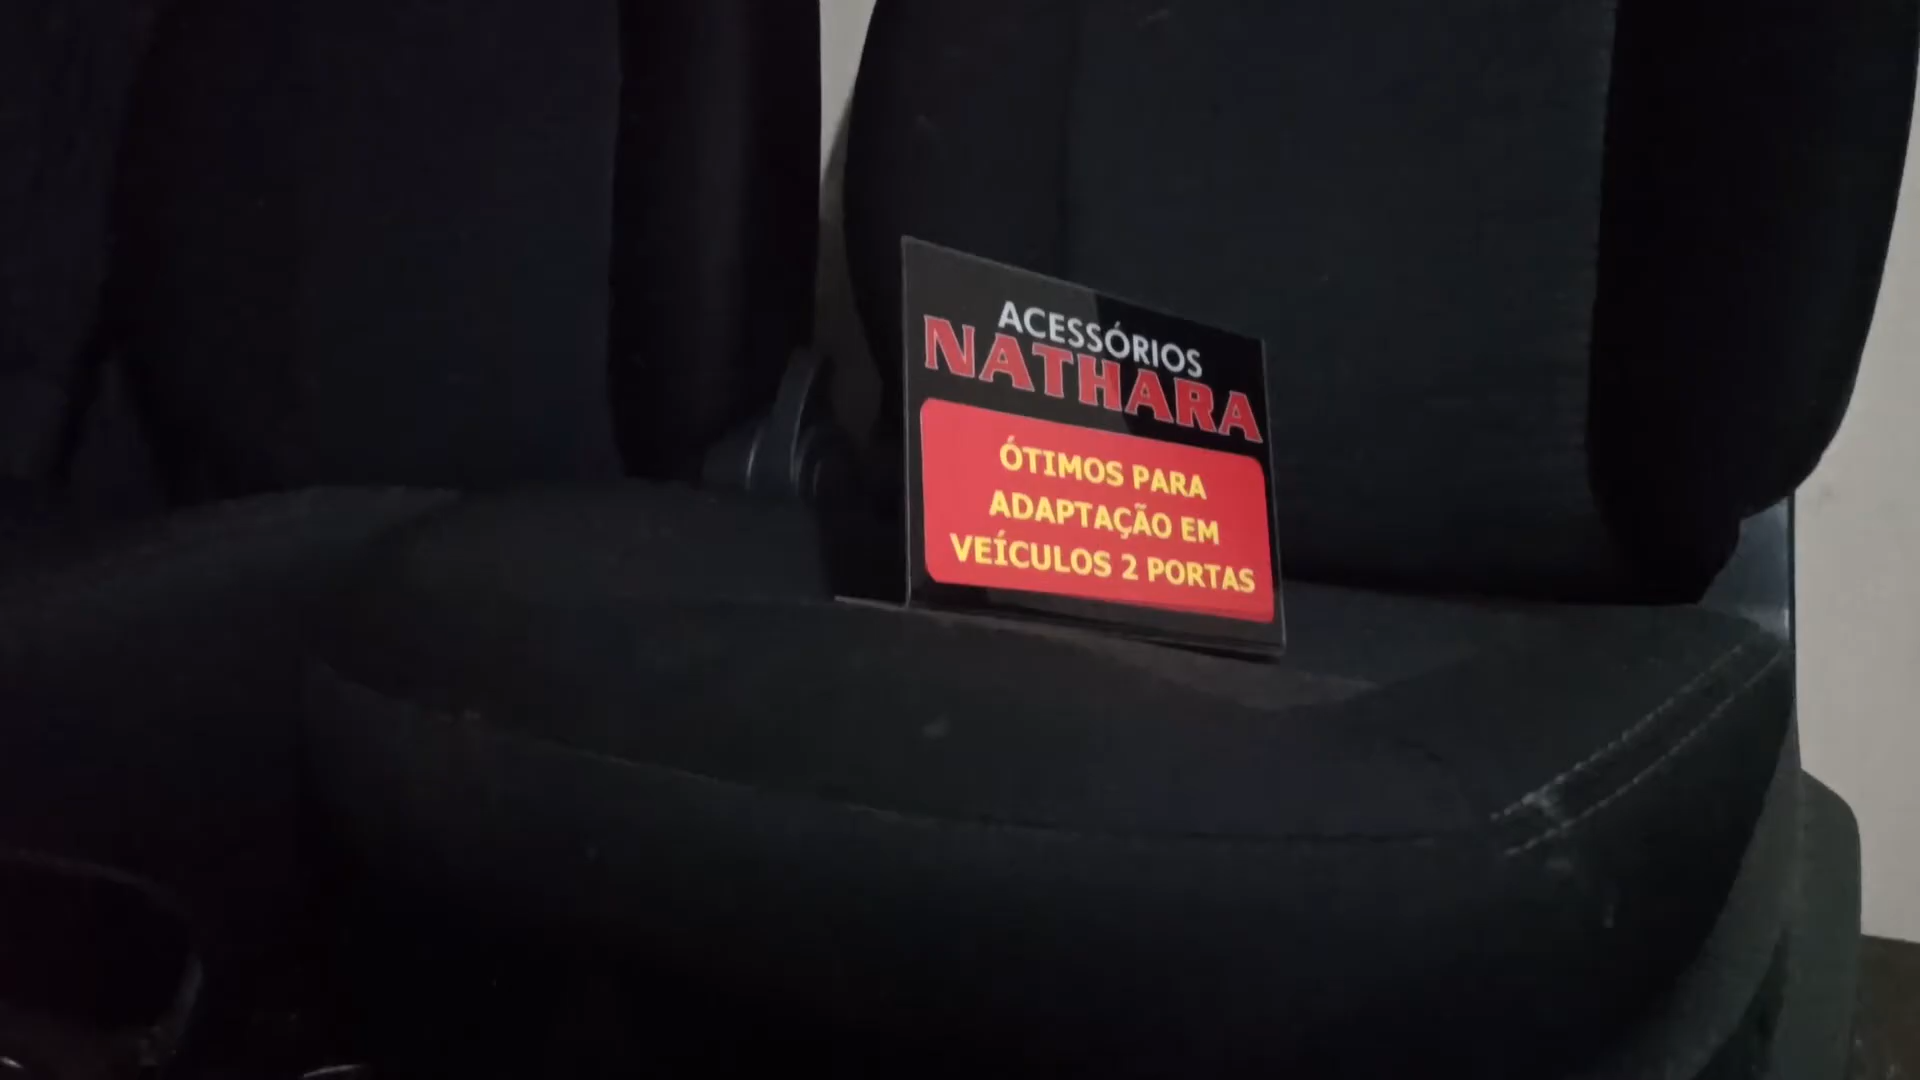 ACESSÓRIOS
NATHARA
ÓTIMOS PARA
ADAPTAÇÃO EM
VEÍCULOS 2 PORTAS